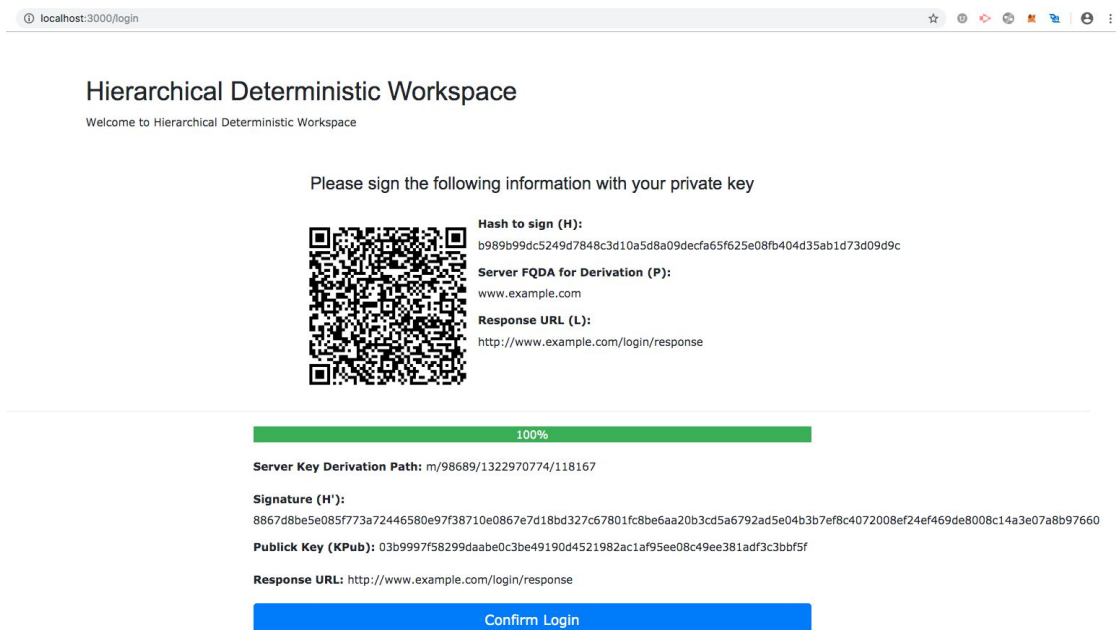 localhost:3000/login
Hierarchical Deterministic Workspace
Welcome to Hierarchical Deterministic Workspace
Please sign the following information with your private key
Hash to sign (H):
b989b99dc5249d7848c3d10a5d8a09decfa65f625e08fb404d35ab1d73d09d9c
Server FQDA for Derivation (P):
www.example.com
Response URL (L):
http://www.example.com/login/response
100%
Server Key Derivation Path: m/98689/1322970774/118167
Signature (H'):
8867d8be5e085f773a72446580e97f38710e0867e7d18bd327c67801fc8be6aa20b3cd5a6792ad5e04b3b7ef8c4072008ef24ef469de8008c14a3e07a8b97660
Publick Key (KPub): 03b9997f58299daabe0c3be49190d4521982ac1af95ee08c49ee381adf3c3bbf5f
Response URL: http://www.example.com/login/response
Confirm Login